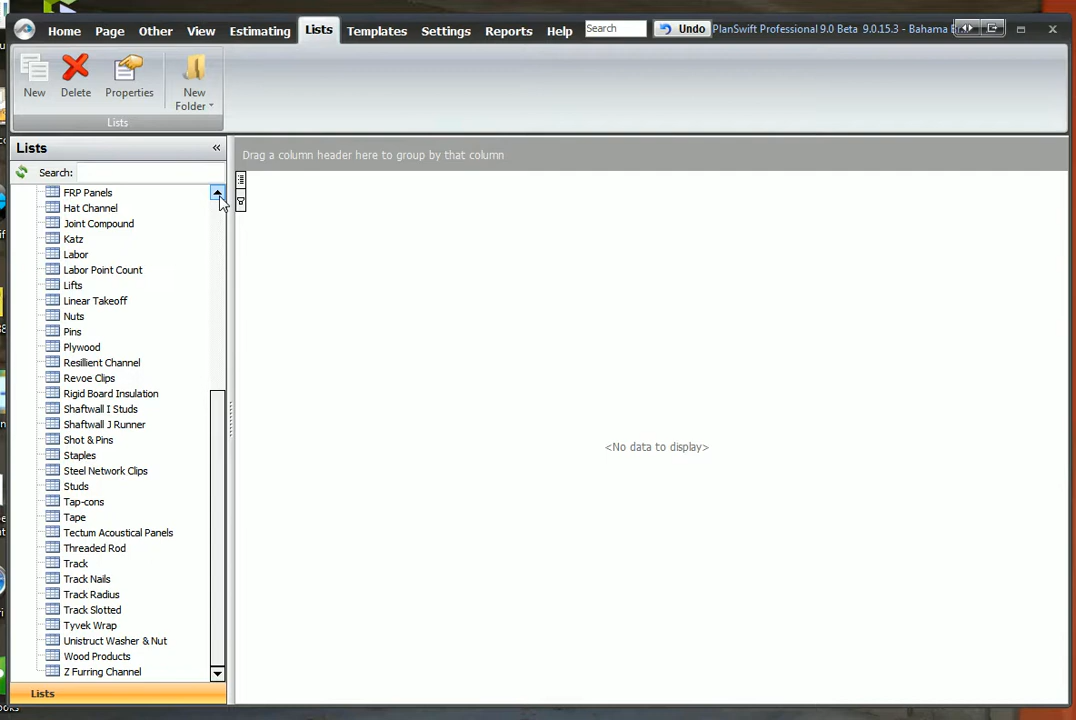 Home Page Other View Estimating Lists Templates Settings Reports Help Search Undo PlanSwift Professional 9.0 Beta 9.0.15.3 - Bahama
New Delete Properties New Folder
Lists
Lists
Drag a column header here to group by that column
Search:
FRP Panels
Hat Channel
Joint Compound
Katz
Labor
Labor Point Count
Lifts
Linear Takeoff
Nuts
Pins
Plywood
Resillient Channel
Revoe Clips
Rigid Board Insulation
Shaftwall I Studs
Shaftwall J Runner
Shot & Pins
Staples
Steel Network Clips
Studs
Tap-cons
Tape
Tectum Acoustical Panels
Threaded Rod
Track
Track Nails
Track Radius
Track Slotted
Tyvek Wrap
Unistruct Washer & Nut
Wood Products
Z Furring Channel
<No data to display>
Lists